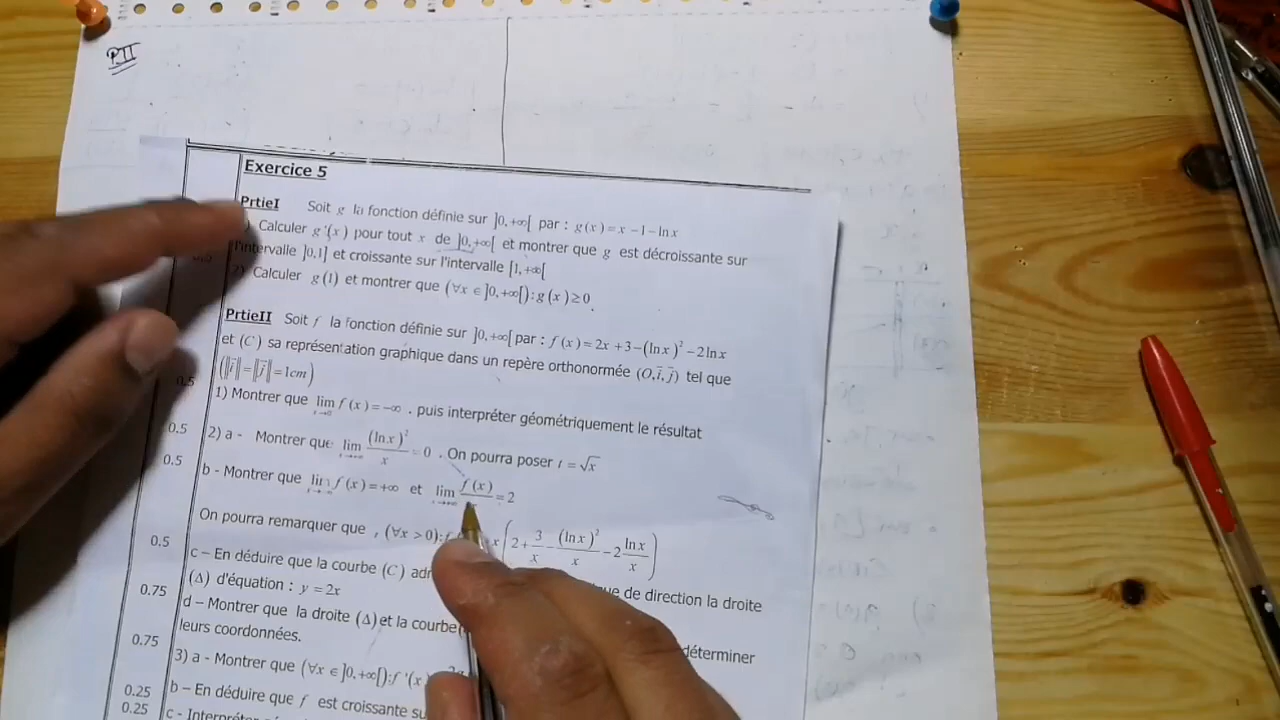 PII
Exercice 5
PrtieI Soit g la fonction définie sur ]0,+∞[ par : g(x)=x−1−lnx
) Calculer g'(x) pour tout x de ]0,+∞[ et montrer que g est décroissante sur
l'intervalle ]0,1] et croissante sur l'intervalle [1,+∞[
2) Calculer g(1) et montrer que (∀x∈]0,+∞[):g(x)≥0.
PrtieII Soit f la fonction définie sur ]0,+∞[ par : f(x)=2x+3−(lnx)²−2lnx
et (C) sa représentation graphique dans un repère orthonormée (O,i⃗,j⃗) tel que
(‖i⃗‖=‖j⃗‖=1cm)
0.5 1) Montrer que lim f(x)=−∞ . puis interpréter géométriquement le résultat
0.5 2) a - Montrer que lim (lnx)²/x =0 . On pourra poser t=√x
0.5 b - Montrer que lim f(x)=+∞ et lim f(x)/ =2
On pourra remarquer que , (∀x>0):f x(2+3/x−(lnx)²/x−2lnx/x)
0.5 c – En déduire que la courbe (C) de direction la droite
(Δ) d'équation : y=2x
0.75 d – Montrer que la droite (Δ)et la courbe déterminer
leurs coordonnées.
0.75 3) a - Montrer que (∀x∈]0,+∞[):f'(x)
0.25 b – En déduire que f est croissante su
0.25 c -